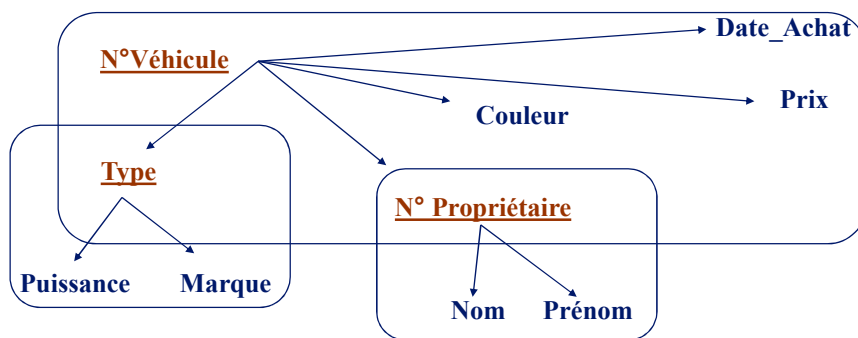 Date_Achat
N°Véhicule
Couleur
Prix
Type
N° Propriétaire
Puissance
Marque
Nom
Prénom